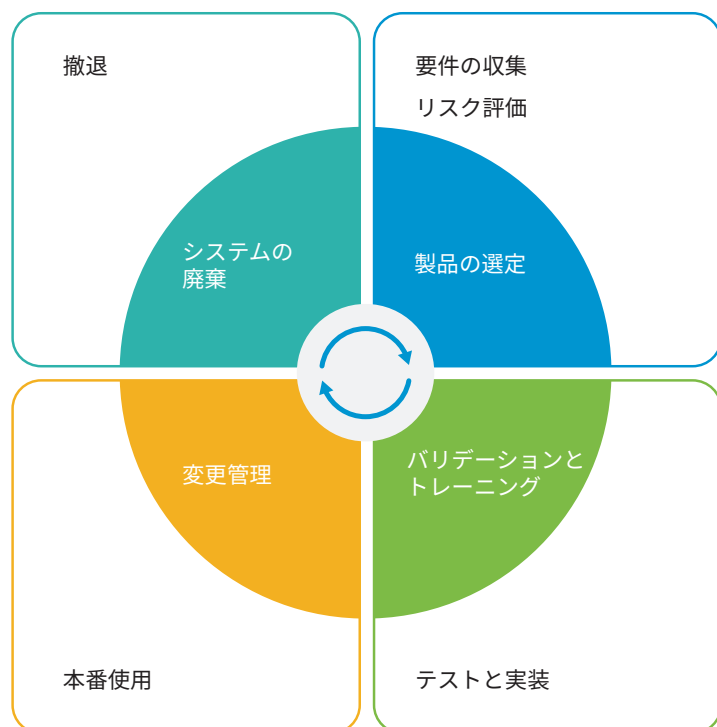 撤退
要件の収集
リスク評価
システムの
廃棄
製品の選定
変更管理
バリデーションと
トレーニング
本番使用
テストと実装